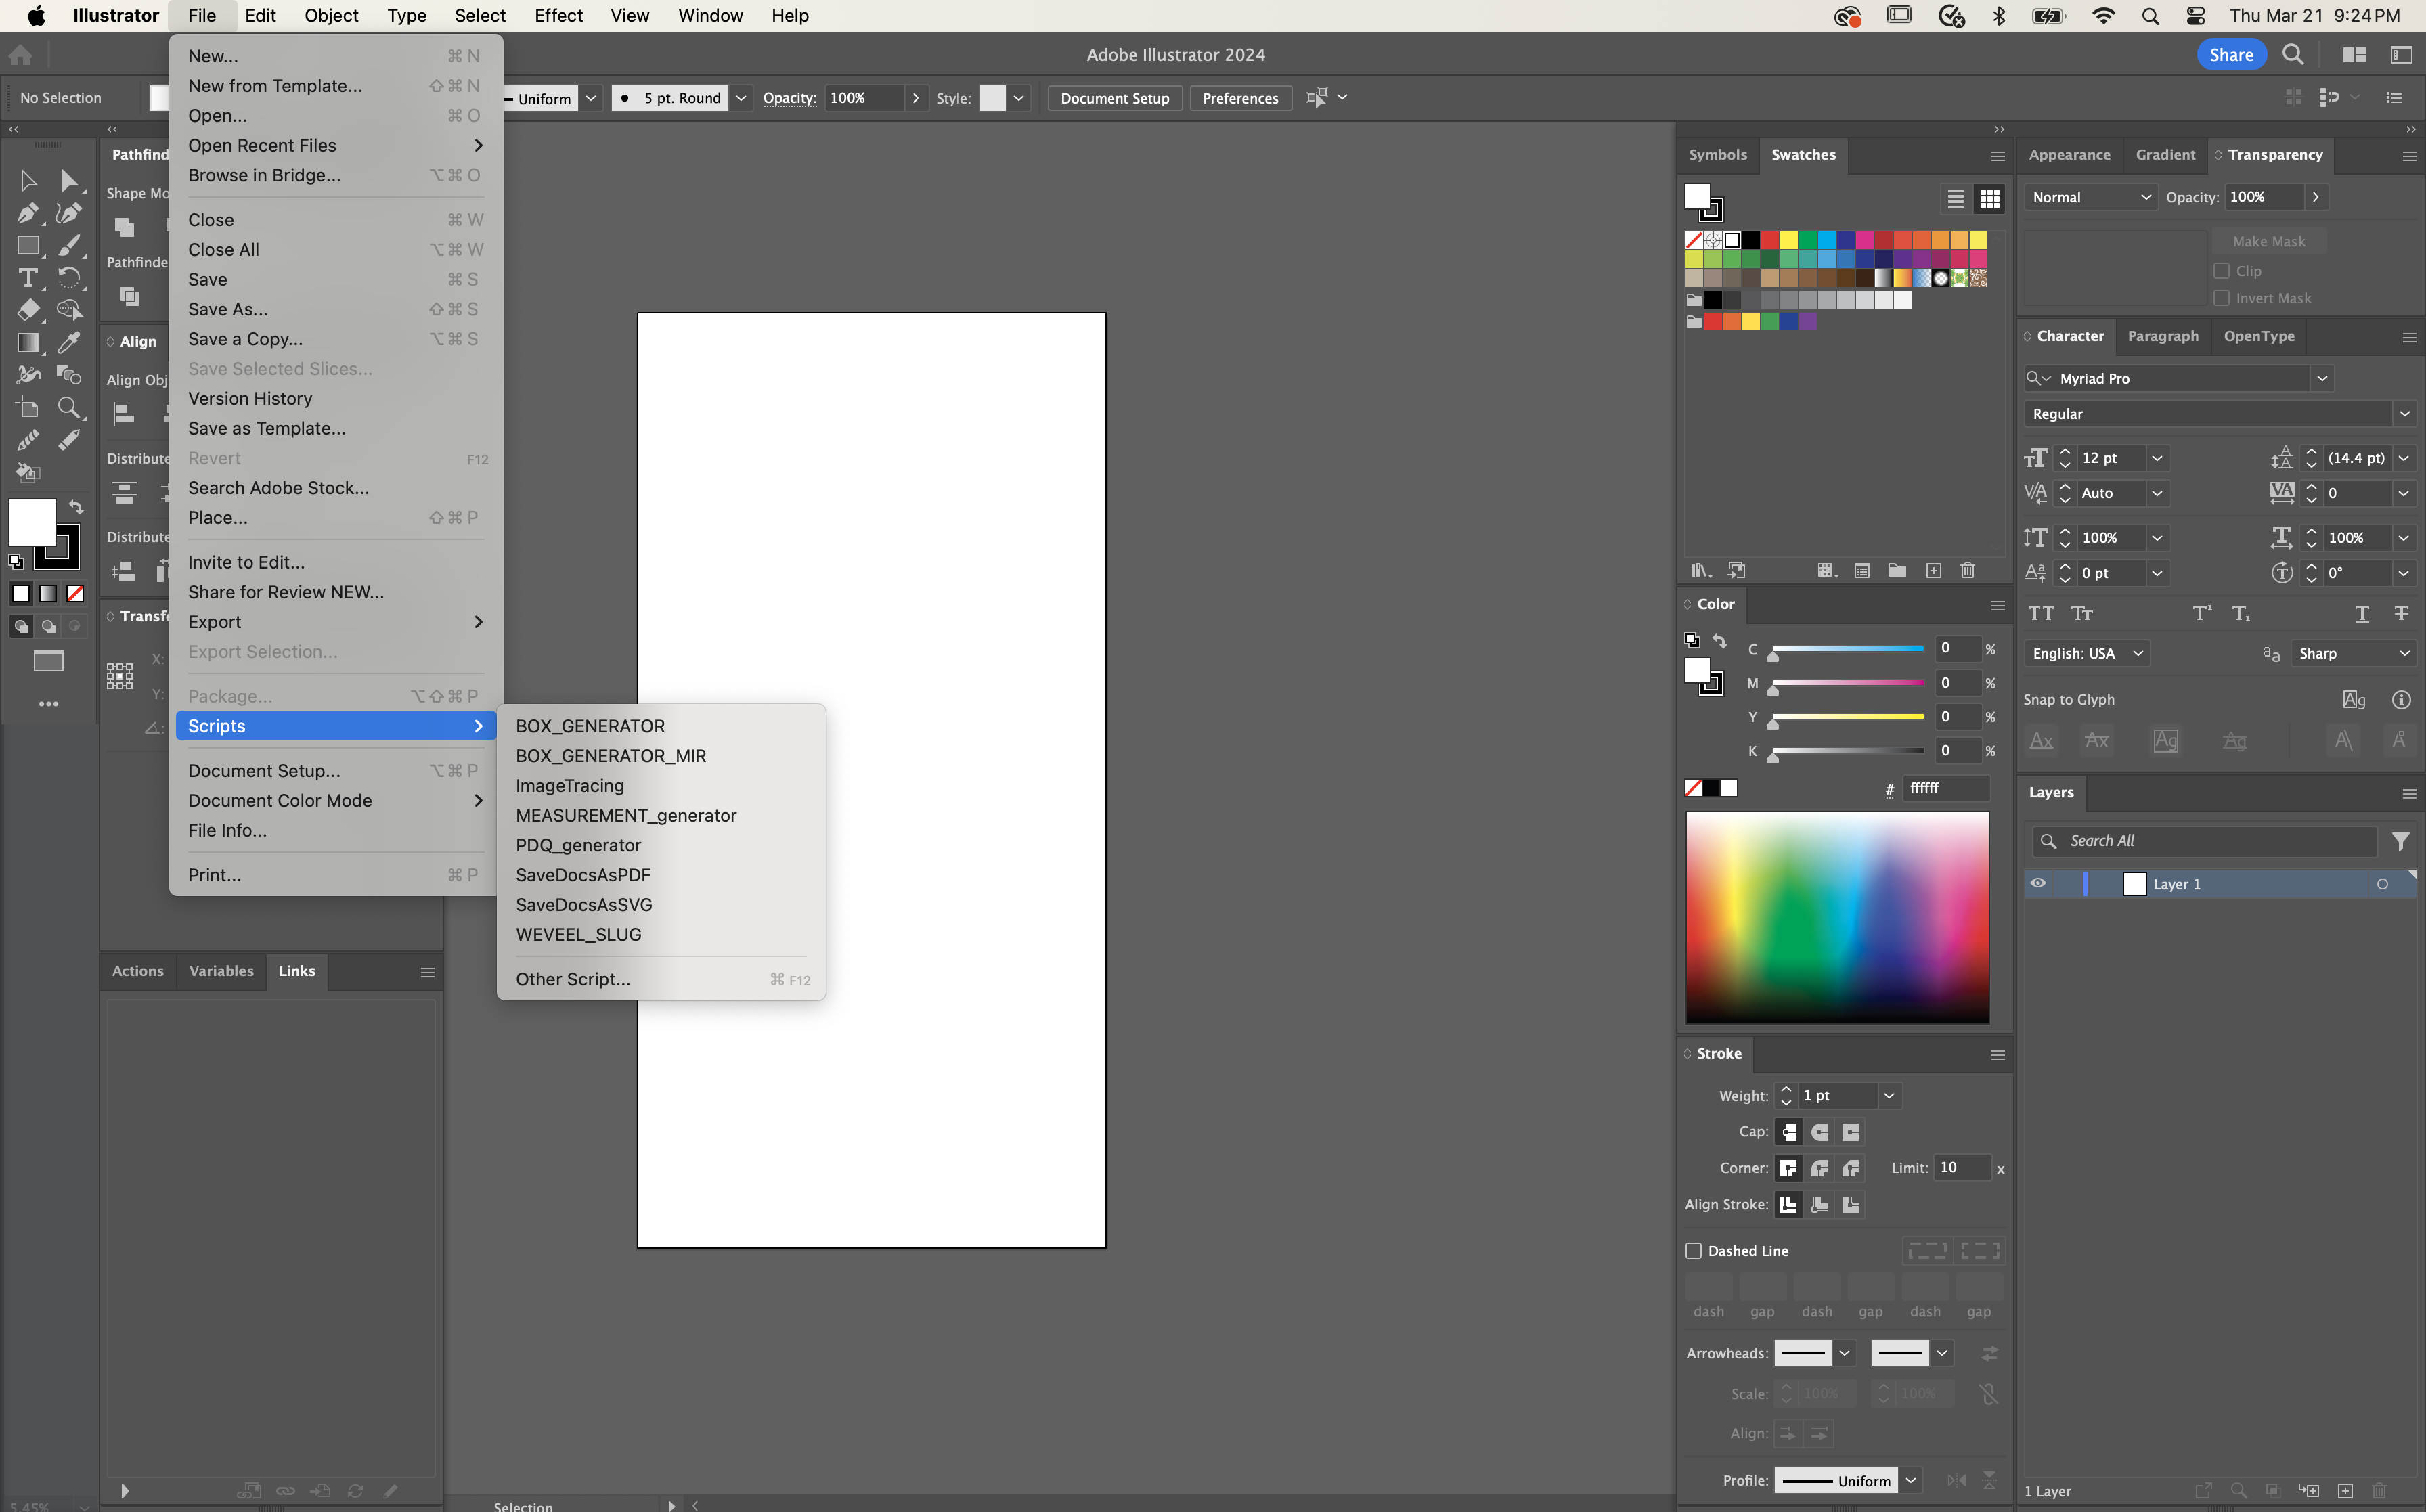 Illustrator File Edit Object Type Select Effect View Window Help
Thu Mar 21 9:24 PM
Adobe Illustrator 2024
Share
No Selection
Uniform
5 pt. Round
Opacity: 100%
Style:
Document Setup
Preferences
New... ⌘ N
New from Template... ⇧ ⌘ N
Open... ⌘ O
Open Recent Files
Browse in Bridge... ⌥ ⌘ O
Close ⌘ W
Close All ⌥ ⌘ W
Save ⌘ S
Save As... ⇧ ⌘ S
Save a Copy... ⌥ ⌘ S
Save Selected Slices...
Version History
Save as Template...
Revert F12
Search Adobe Stock...
Place... ⇧ ⌘ P
Invite to Edit...
Share for Review NEW...
Export
Export Selection...
Package... ⌥ ⇧ ⌘ P
Scripts
Document Setup... ⌥ ⌘ P
Document Color Mode
File Info...
Print... ⌘ P
BOX_GENERATOR
BOX_GENERATOR_MIR
ImageTracing
MEASUREMENT_generator
PDQ_generator
SaveDocsAsPDF
SaveDocsAsSVG
WEVEEL_SLUG
Other Script... ⌘ F12
Pathfind
Shape Mo
Pathfinde
Align
Align Obj
Distribute
Distribute
Transfo
X:
Y:
Actions Variables Links
5.45%
Selection
Symbols Swatches
Color
C 0 %
M 0 %
Y 0 %
K 0 %
# ffffff
Stroke
Weight: 1 pt
Cap:
Corner: Limit: 10 x
Align Stroke:
Dashed Line
dash gap dash gap dash gap
Arrowheads:
Scale: 100% 100%
Align:
Profile: Uniform
Appearance Gradient Transparency
Normal Opacity: 100%
Make Mask
Clip
Invert Mask
Character Paragraph OpenType
Myriad Pro
Regular
12 pt (14.4 pt)
Auto 0
100% 100%
0 pt 0°
English: USA Sharp
Snap to Glyph
Layers
Search All
Layer 1
1 Layer